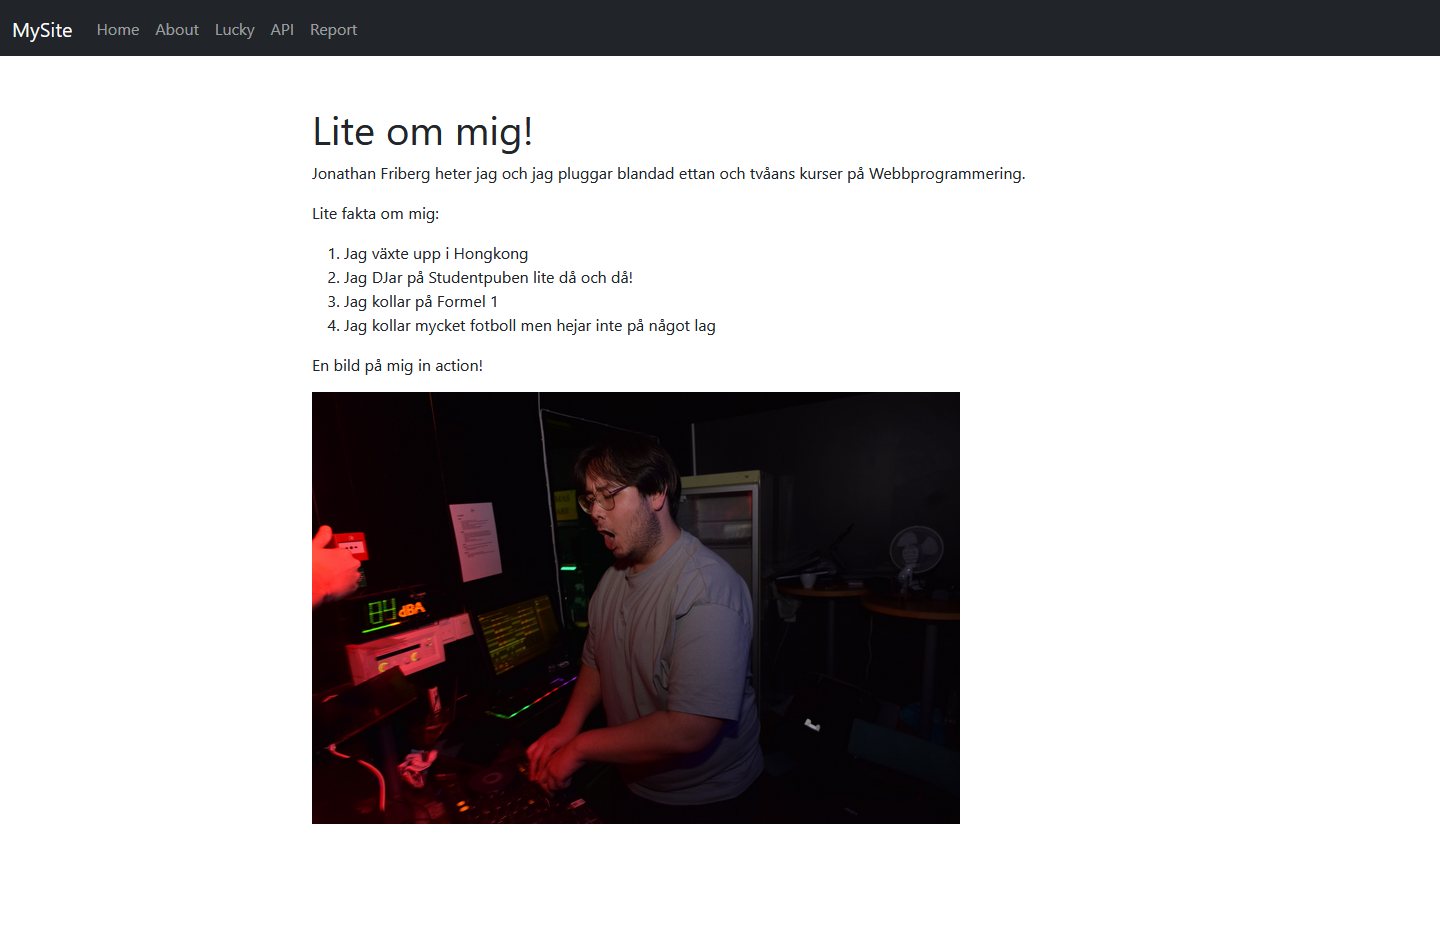 MySite Home About Lucky API Report
Lite om mig!
Jonathan Friberg heter jag och jag pluggar blandad ettan och tvåans kurser på Webbprogrammering.
Lite fakta om mig:
1. Jag växte upp i Hongkong
2. Jag DJar på Studentpuben lite då och då!
3. Jag kollar på Formel 1
4. Jag kollar mycket fotboll men hejar inte på något lag
En bild på mig in action!
84 dBA